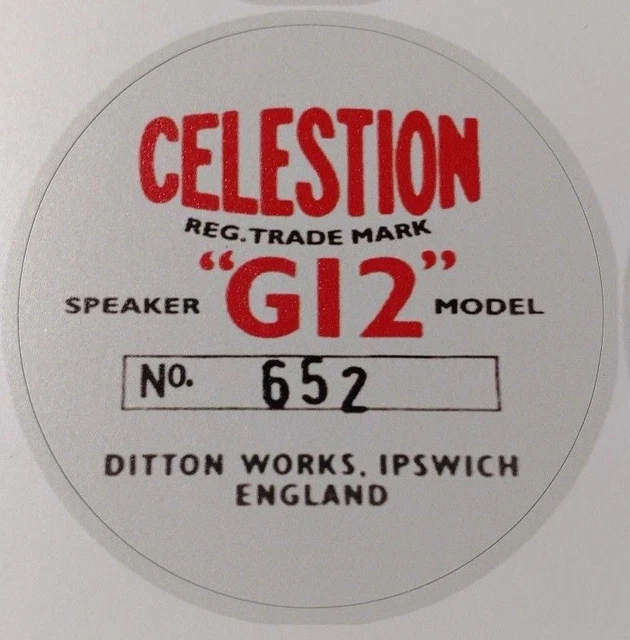 CELESTION
REG. TRADE MARK
SPEAKER "G12" MODEL
No. 652
DITTON WORKS. IPSWICH
ENGLAND